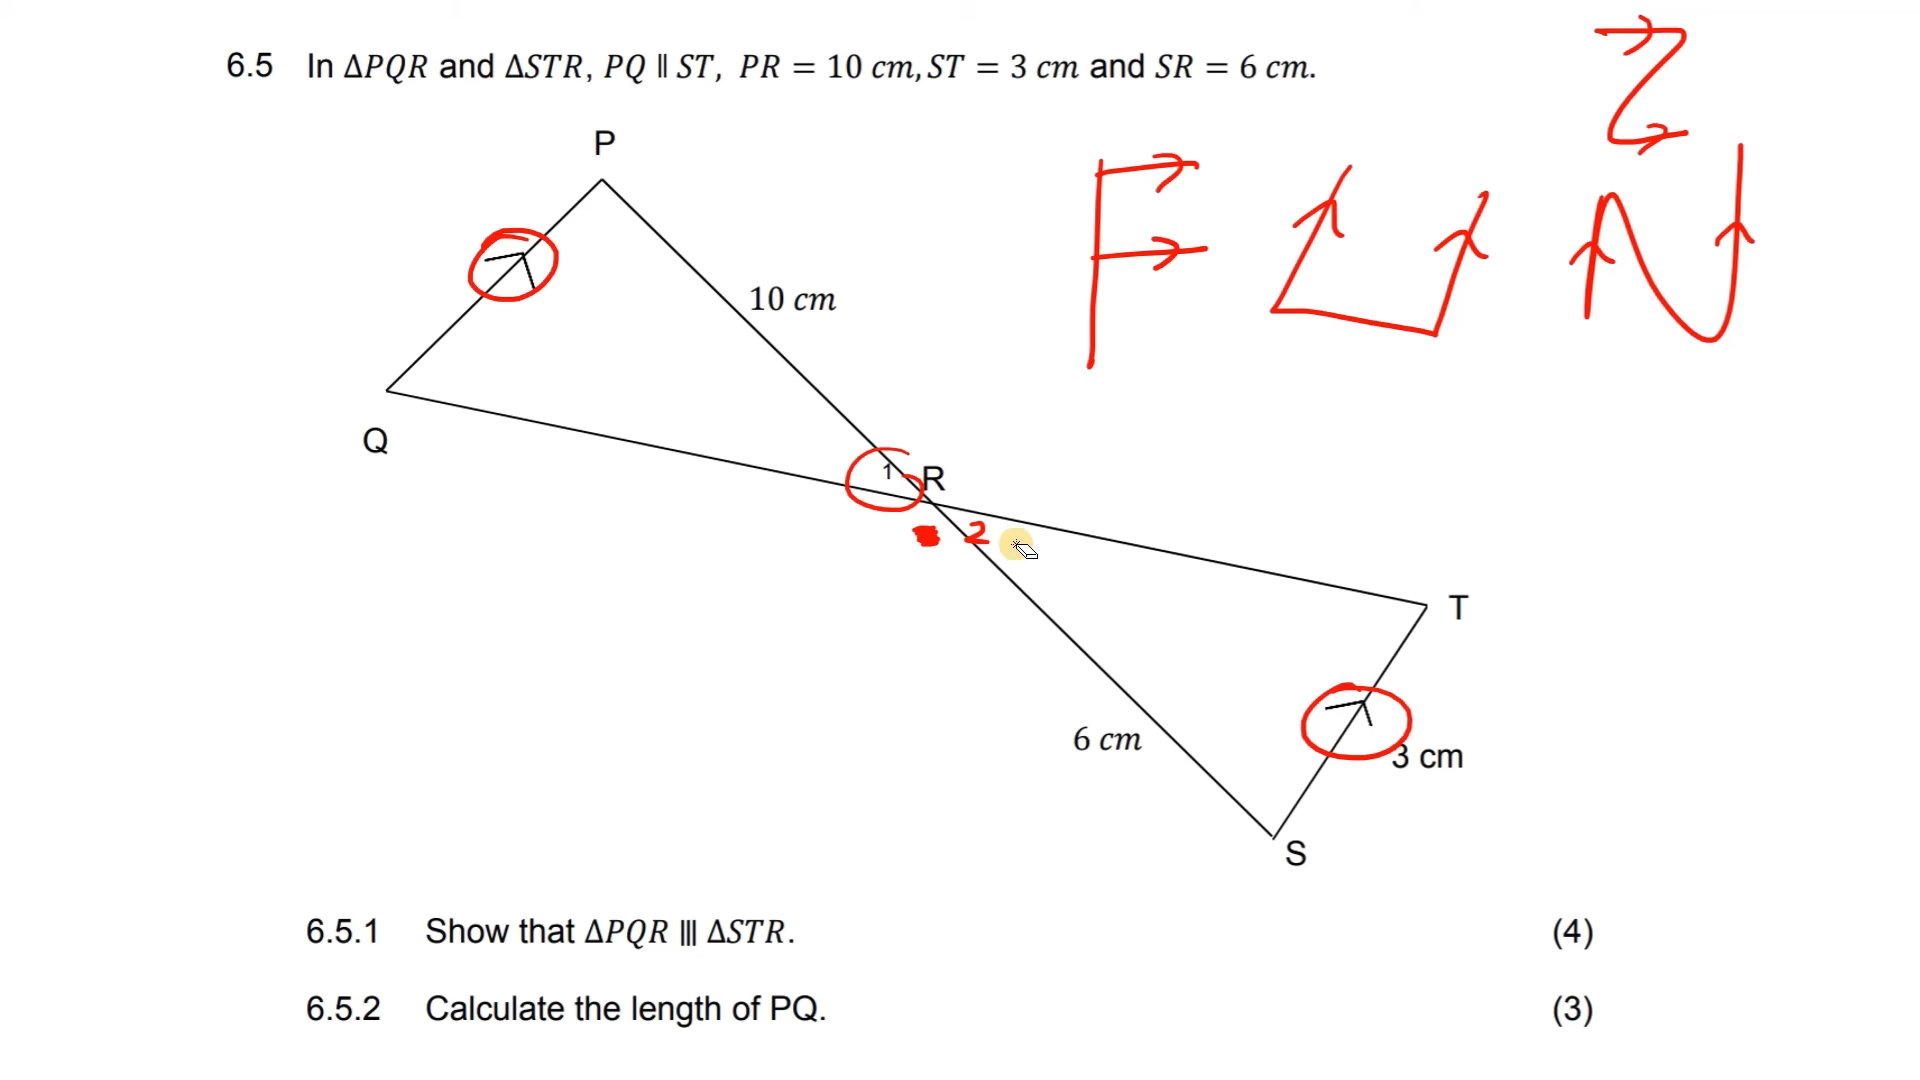 6.5 In ΔPQR and ΔSTR, PQ ∥ ST, PR = 10 cm, ST = 3 cm and SR = 6 cm.
P
10 cm
Q
1
R
2
T
6 cm
3 cm
S
F
Z
N
6.5.1 Show that ΔPQR ||| ΔSTR. (4)
6.5.2 Calculate the length of PQ. (3)